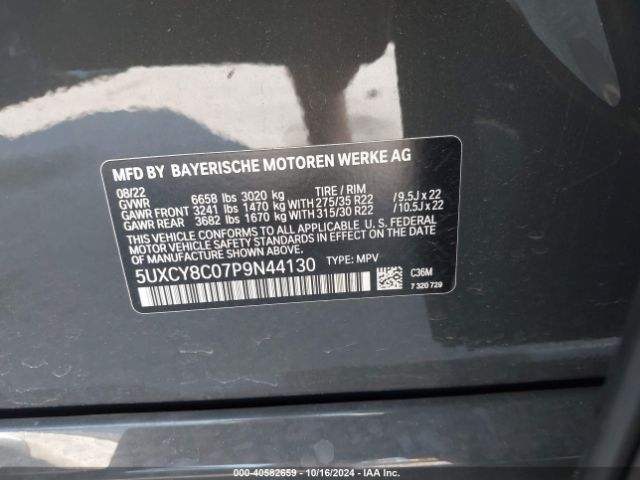 MFD BY BAYERISCHE MOTOREN WERKE AG
08/22
GVWR 6658 lbs 3020 kg TIRE / RIM
GAWR FRONT 3241 lbs 1470 kg WITH 275/35 R22 /9.5J x 22
GAWR REAR 3682 lbs 1670 kg WITH 315/30 R22 /10.5J x 22
THIS VEHICLE CONFORMS TO ALL APPLICABLE U.S. FEDERAL
MOTOR VEHICLE SAFETY STANDARDS IN EFFECT ON THE DATE OF
MANUFACTURE SHOWN ABOVE.
5UXCY8C07P9N44130 TYPE: MPV
C36M
7 320 729
000-40582659 - 10/16/2024 - IAA Inc.